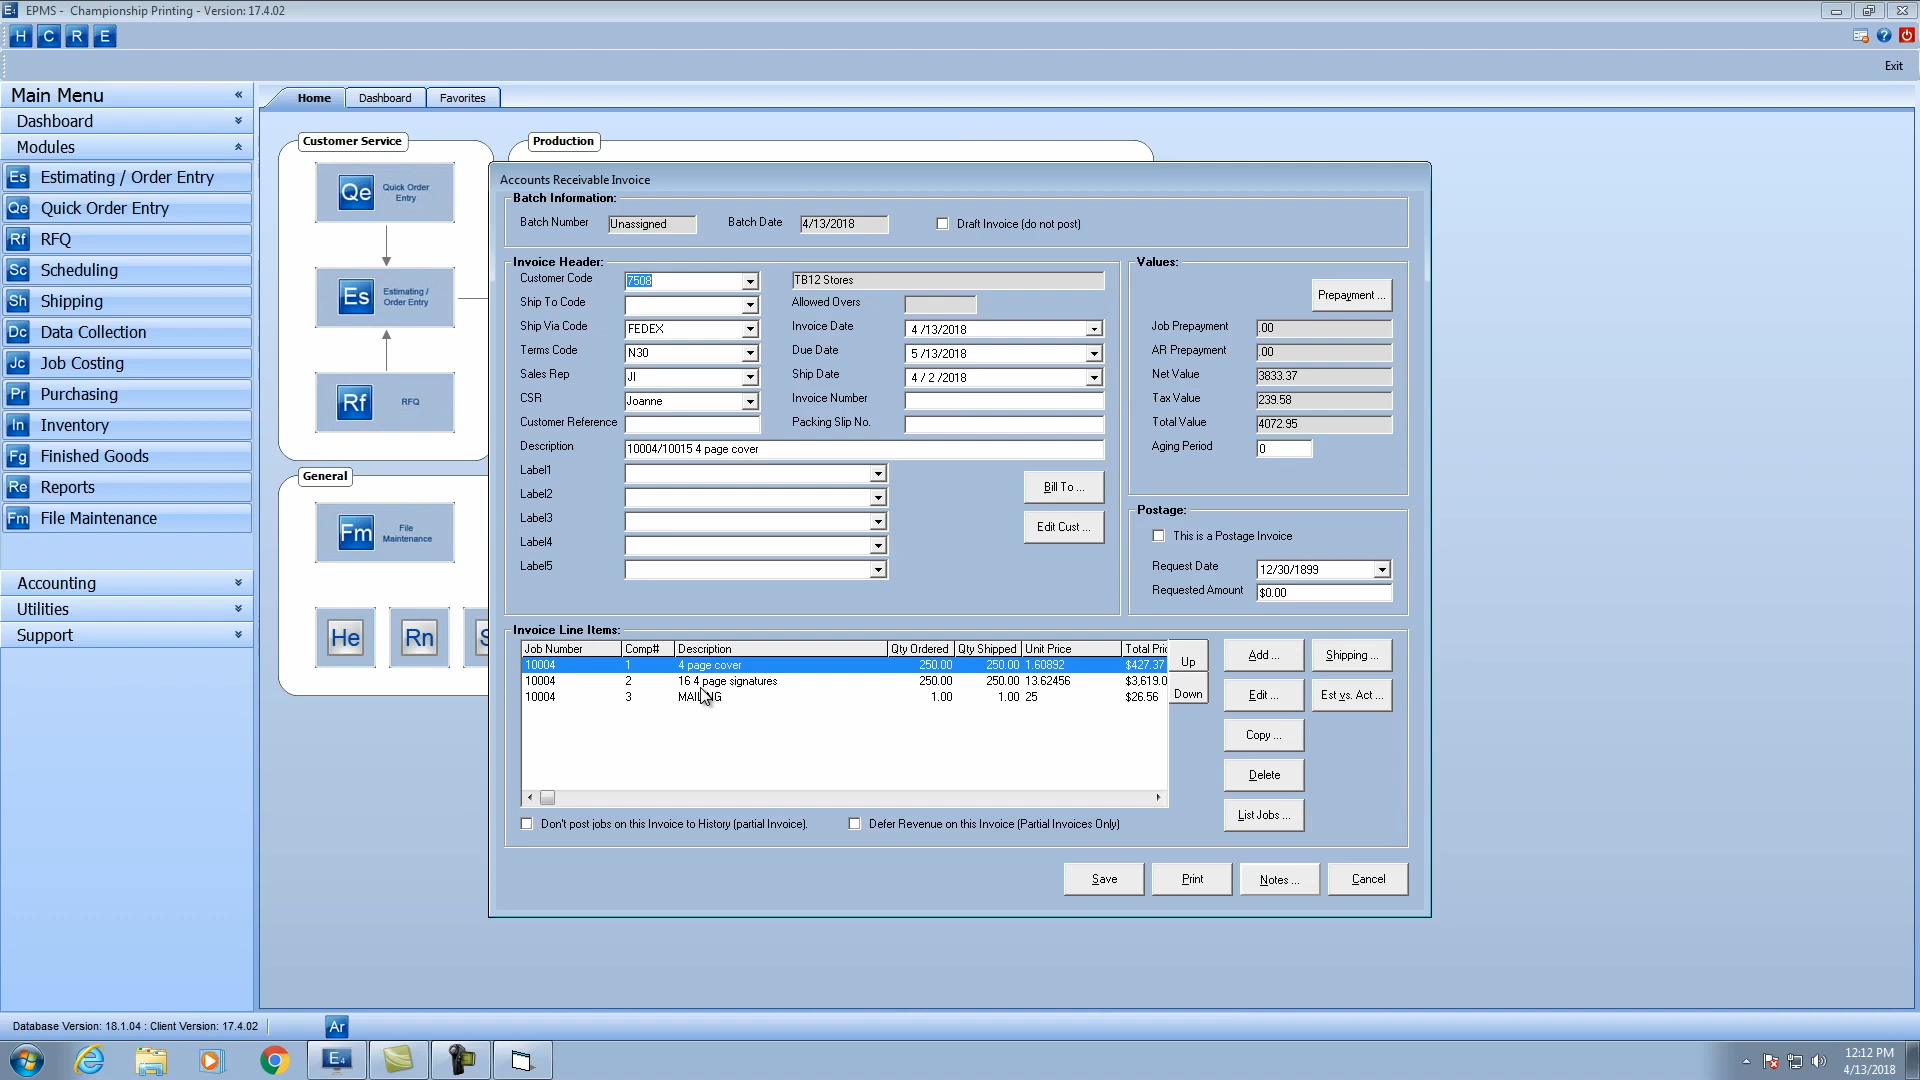 EPMS - Championship Printing - Version: 17.4.02
H C R E
Exit
Main Menu
Dashboard
Modules
Es Estimating / Order Entry
Qe Quick Order Entry
Rf RFQ
Sc Scheduling
Sh Shipping
Dc Data Collection
Jc Job Costing
Pr Purchasing
In Inventory
Fg Finished Goods
Re Reports
Fm File Maintenance
Accounting
Utilities
Support
Home Dashboard Favorites
Customer Service
Qe Quick Order Entry
Es Estimating / Order Entry
Rf RFQ
General
Fm File Maintenance
He Rn
Production
Accounts Receivable Invoice
Batch Information:
Batch Number Unassigned Batch Date 4/13/2018 Draft Invoice (do not post)
Invoice Header:
Customer Code 7508 TB12 Stores
Ship To Code Allowed Overs
Ship Via Code FEDEX Invoice Date 4 /13/2018
Terms Code N30 Due Date 5 /13/2018
Sales Rep JI Ship Date 4 / 2 /2018
CSR Joanne Invoice Number
Customer Reference Packing Slip No.
Description 10004/10015 4 page cover
Label1
Label2
Label3
Label4
Label5
Bill To ...
Edit Cust ...
Values:
Prepayment ...
Job Prepayment .00
AR Prepayment .00
Net Value 3833.37
Tax Value 239.58
Total Value 4072.95
Aging Period 0
Postage:
This is a Postage Invoice
Request Date 12/30/1899
Requested Amount $0.00
Invoice Line Items:
Job Number Comp# Description Qty Ordered Qty Shipped Unit Price Total Pric
10004 1 4 page cover 250.00 250.00 1.60892 $427.37
10004 2 16 4 page signatures 250.00 250.00 13.62456 $3,619.0
10004 3 MAILING 1.00 1.00 25 $26.56
Up
Down
Add ... Shipping ...
Edit ... Est vs. Act ...
Copy ...
Delete
List Jobs ...
Don't post jobs on this Invoice to History (partial Invoice). Defer Revenue on this Invoice (Partial Invoices Only)
Save Print Notes ... Cancel
Database Version: 18.1.04 : Client Version: 17.4.02
Ar
E4
12:12 PM
4/13/2018